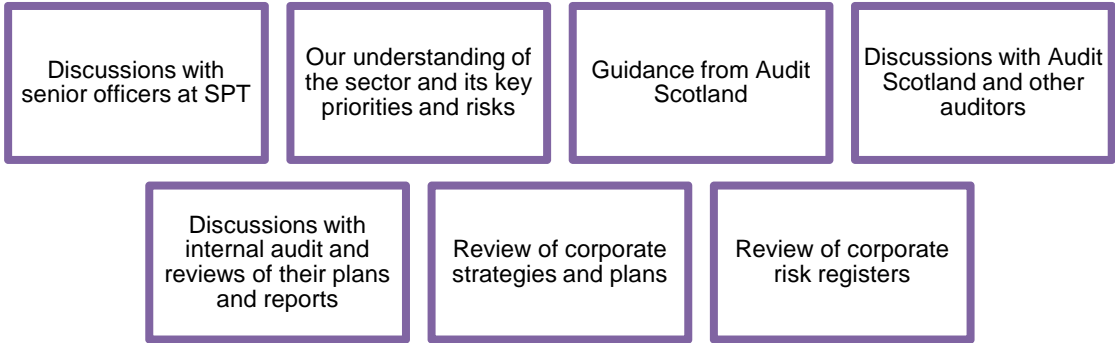 Discussions with
senior officers at SPT
Our understanding of
the sector and its key
priorities and risks
Guidance from Audit
Scotland
Discussions with Audit
Scotland and other
auditors
Discussions with
internal audit and
reviews of their plans
and reports
Review of corporate
strategies and plans
Review of corporate
risk registers